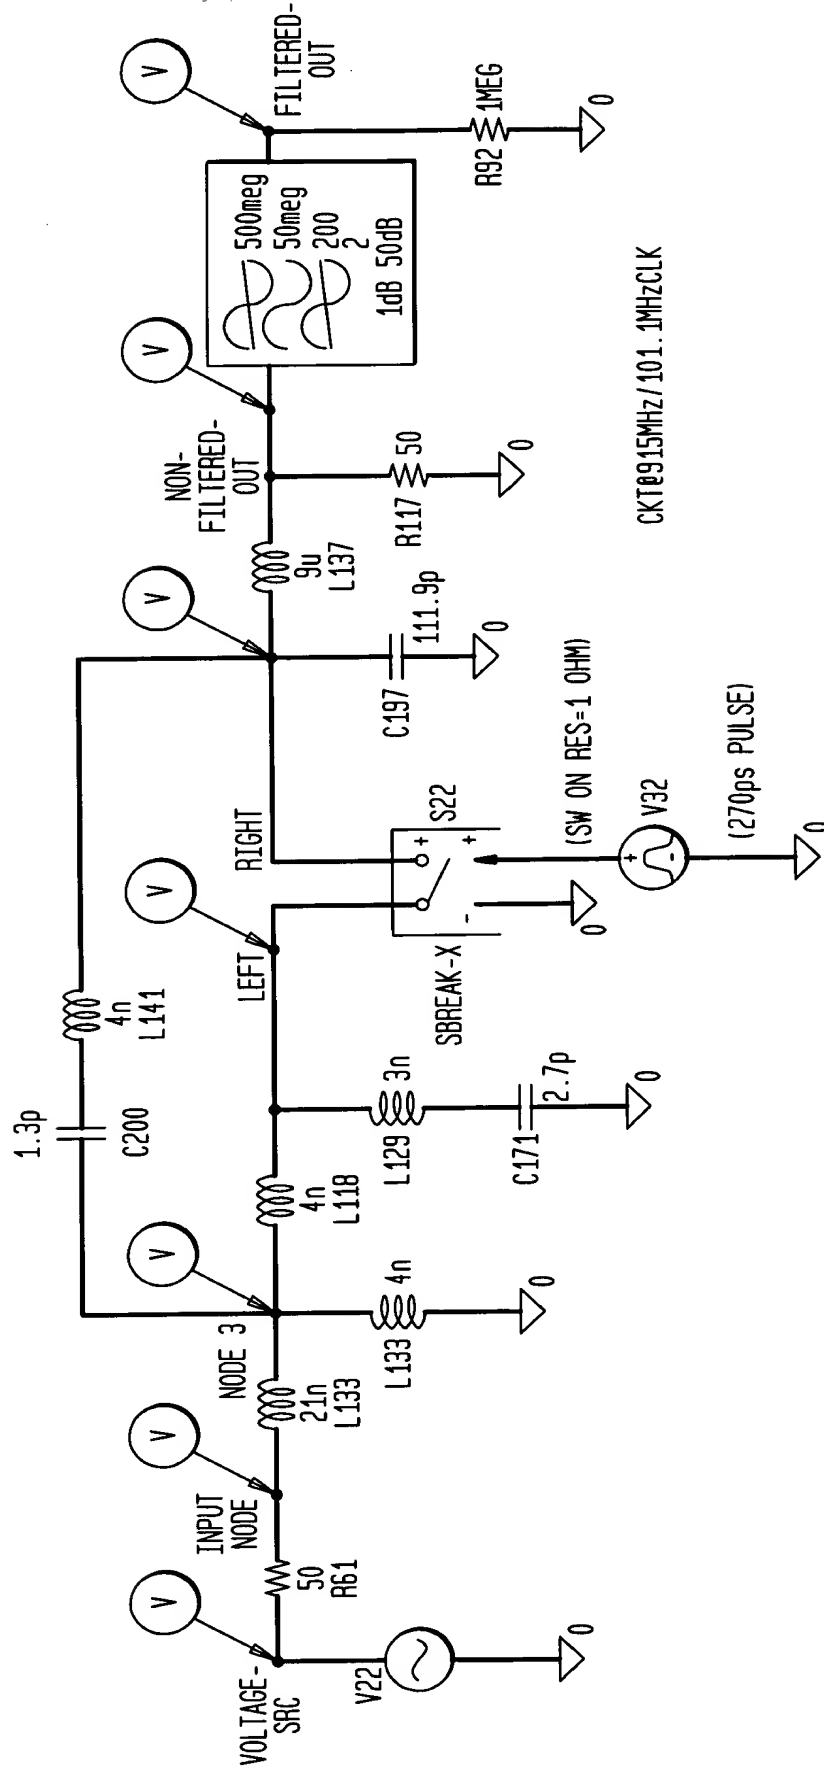 VOLTAGE-
SRC
V
V22
0
50
R61
INPUT
NODE
V
21n
L133
NODE 3
V
4n
L133
0
1.3p
C200
4n
L141
4n
L118
3n
L129
2.7p
C171
0
LEFT
V
RIGHT
SBREAK-X
S22
+
+
-
0
(SW ON RES=1 OHM)
V32
+
-
(270ps PULSE)
0
V
C197
111.9p
0
9u
L137
NON-
FILTERED-
OUT
V
R117
50
0
500meg
50meg
200
2
1dB 50dB
V
FILTERED-
OUT
R92
1MEG
0
CKT@915MHz/101.1MHzCLK